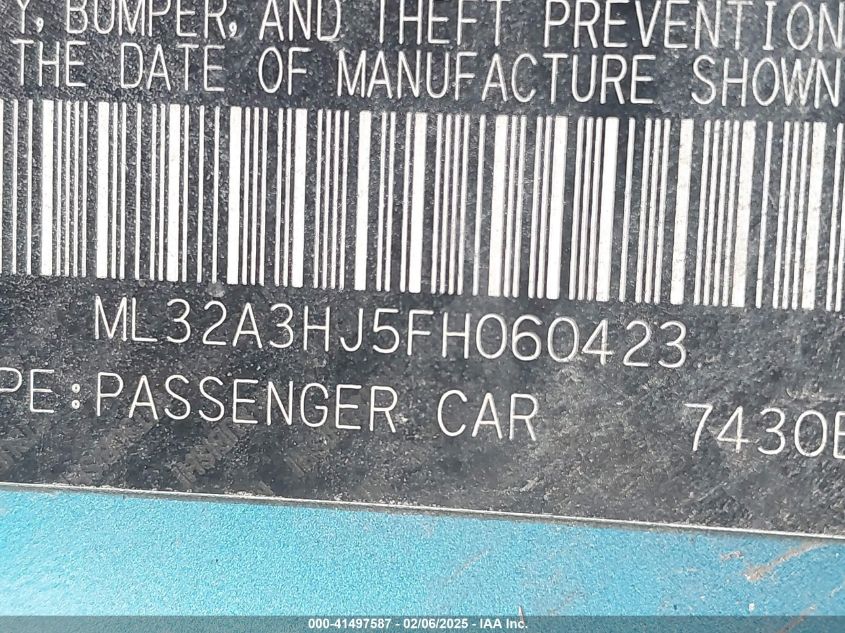 Y, BUMPER, AND THEFT PREVENTION
THE DATE OF MANUFACTURE SHOWN
ML32A3HJ5FH060423
PE:PASSENGER CAR 7430E
000-41497587 - 02/06/2025 - IAA Inc.